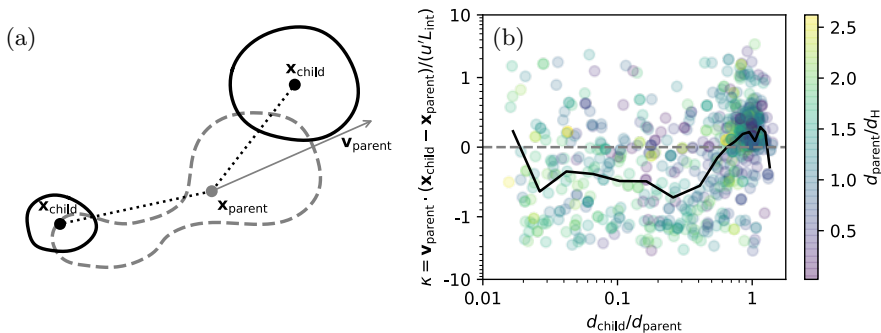 (a)
x_child
v_parent
x_child
x_parent
(b)
κ = v_parent · (x_child − x_parent)/(u′L_int)
10
1
0
-1
-10
0.01
0.1
1
d_child/d_parent
2.5
2.0
1.5
1.0
0.5
d_parent/d_H